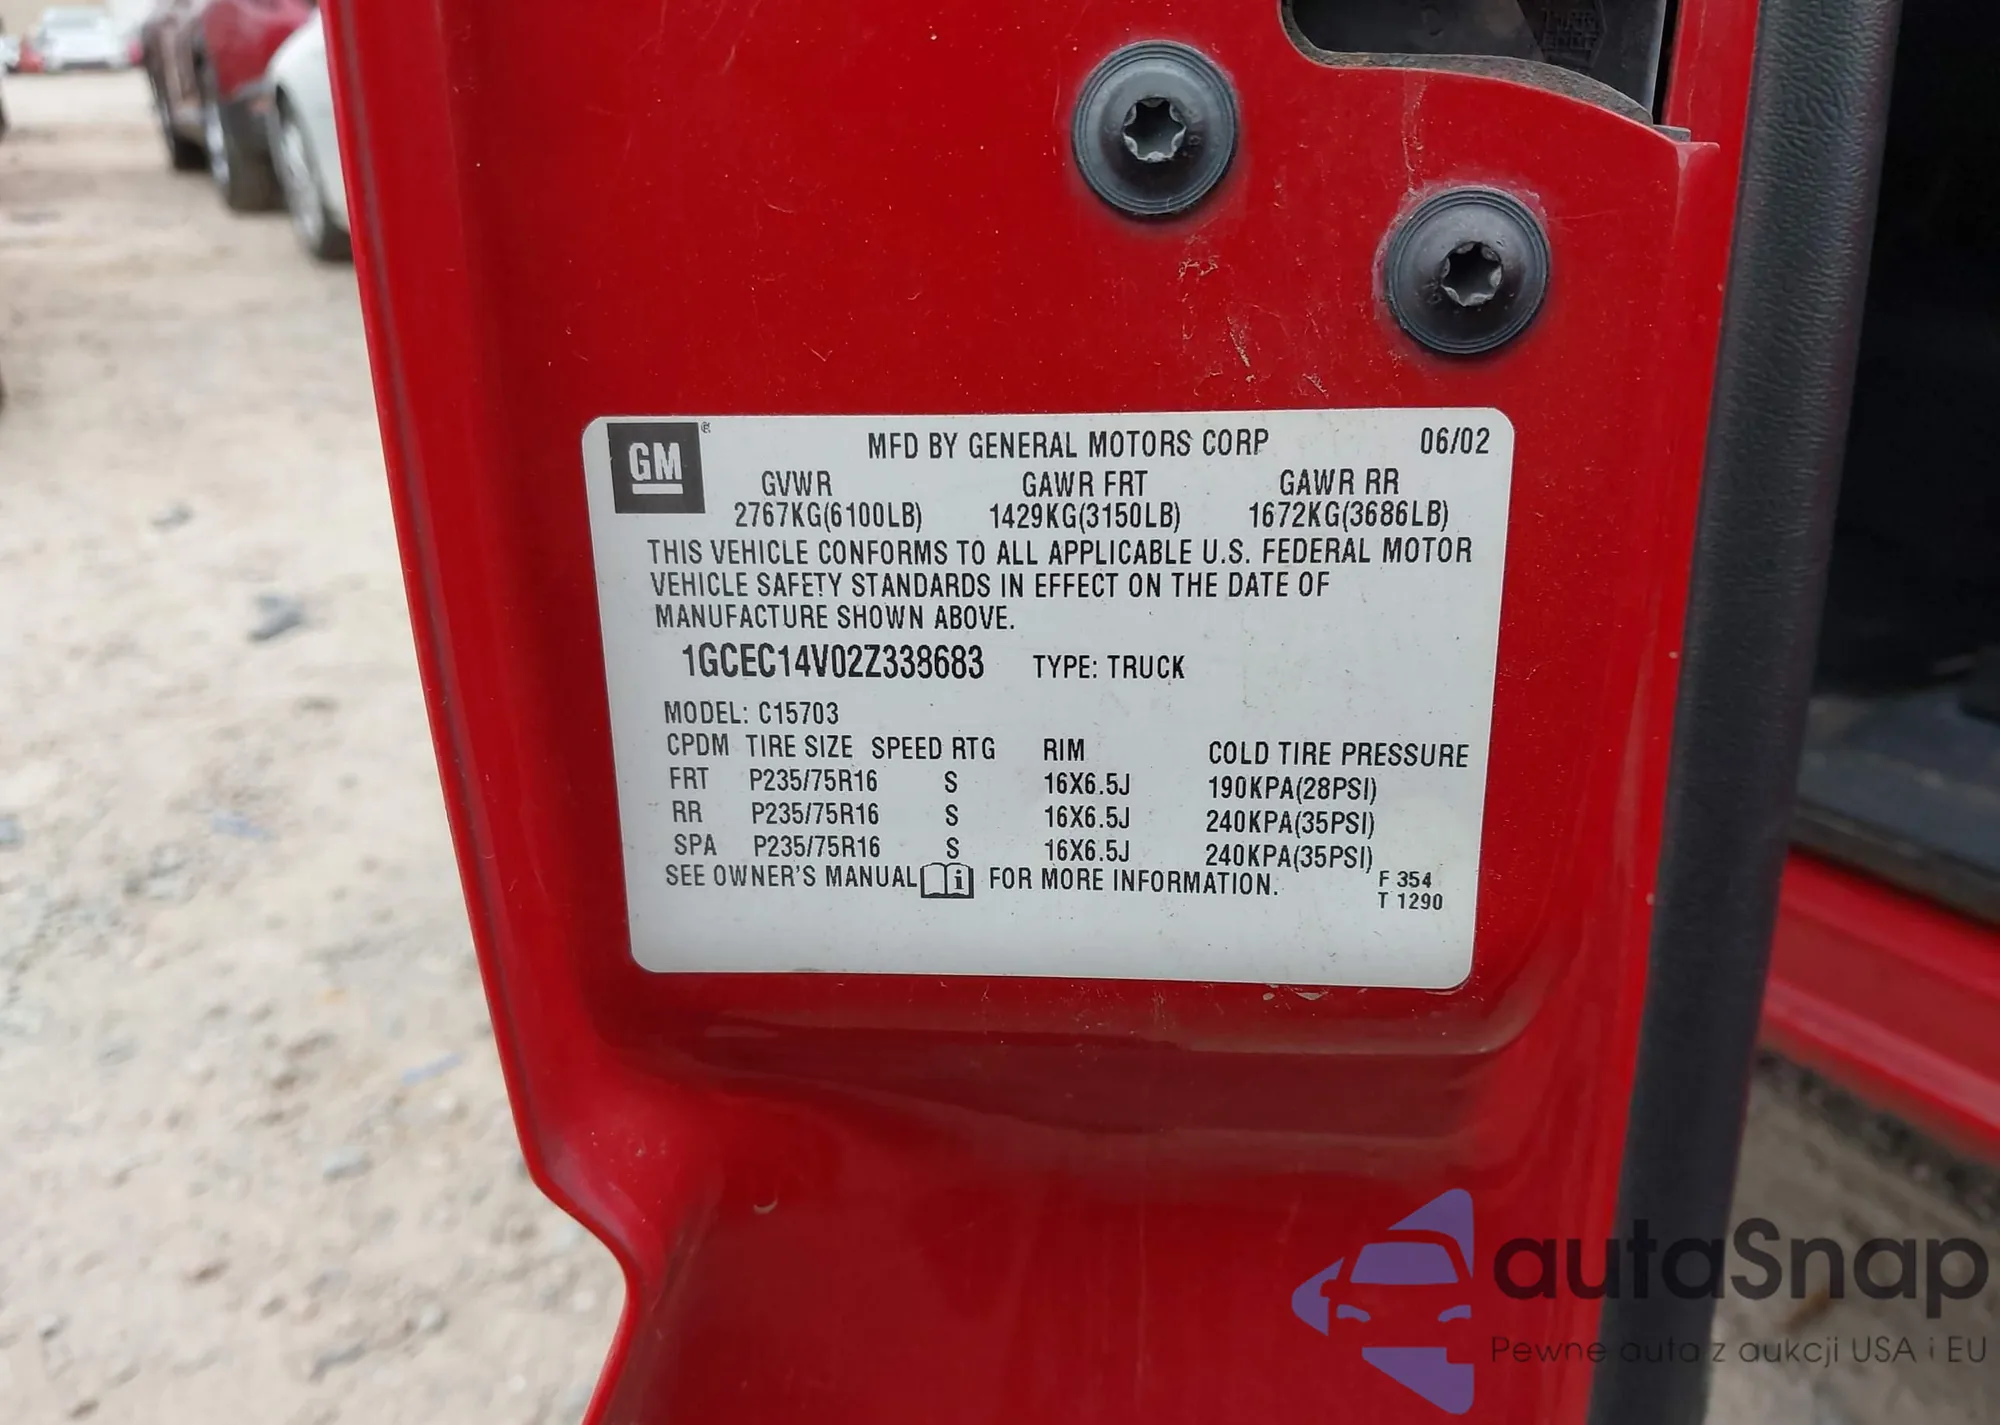 GM ® MFD BY GENERAL MOTORS CORP 06/02
GVWR GAWR FRT GAWR RR
2767KG(6100LB) 1429KG(3150LB) 1672KG(3686LB)
THIS VEHICLE CONFORMS TO ALL APPLICABLE U.S. FEDERAL MOTOR
VEHICLE SAFETY STANDARDS IN EFFECT ON THE DATE OF
MANUFACTURE SHOWN ABOVE.
1GCEC14V02Z338683 TYPE: TRUCK
MODEL: C15703
CPDM TIRE SIZE SPEED RTG RIM COLD TIRE PRESSURE
FRT P235/75R16 S 16X6.5J 190KPA(28PSI)
RR P235/75R16 S 16X6.5J 240KPA(35PSI)
SPA P235/75R16 S 16X6.5J 240KPA(35PSI)
SEE OWNER'S MANUAL i FOR MORE INFORMATION.
F 354
T 1290
autaSnap
Pewne auta z aukcji USA i EU